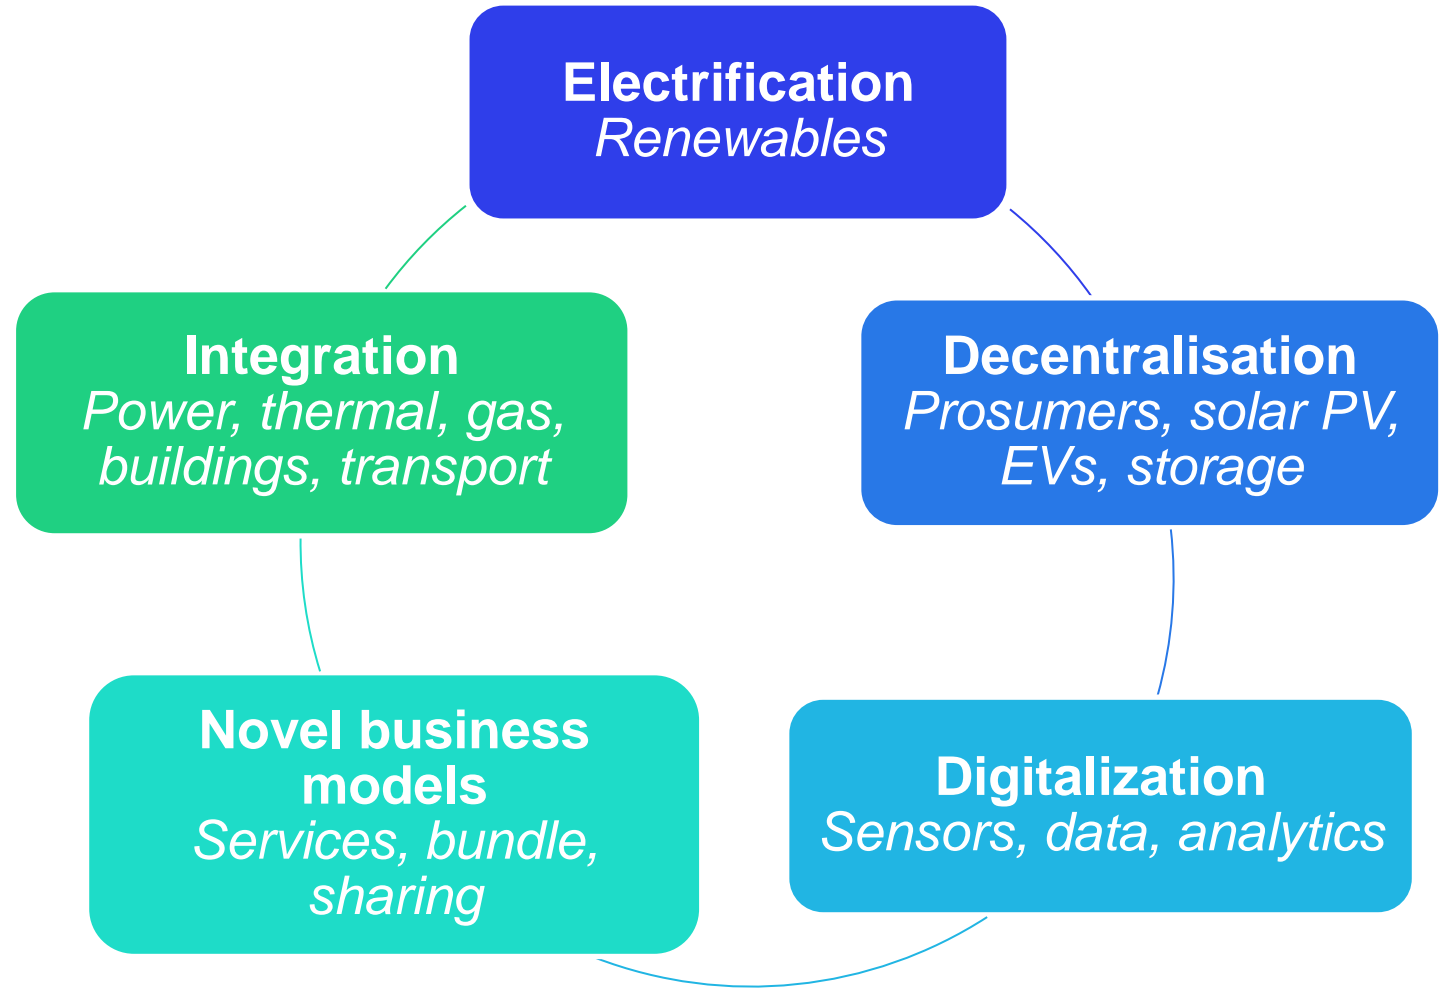 Electrification
Renewables
Integration
Power, thermal, gas,
buildings, transport
Decentralisation
Prosumers, solar PV,
EVs, storage
Novel business
models
Services, bundle,
sharing
Digitalization
Sensors, data, analytics